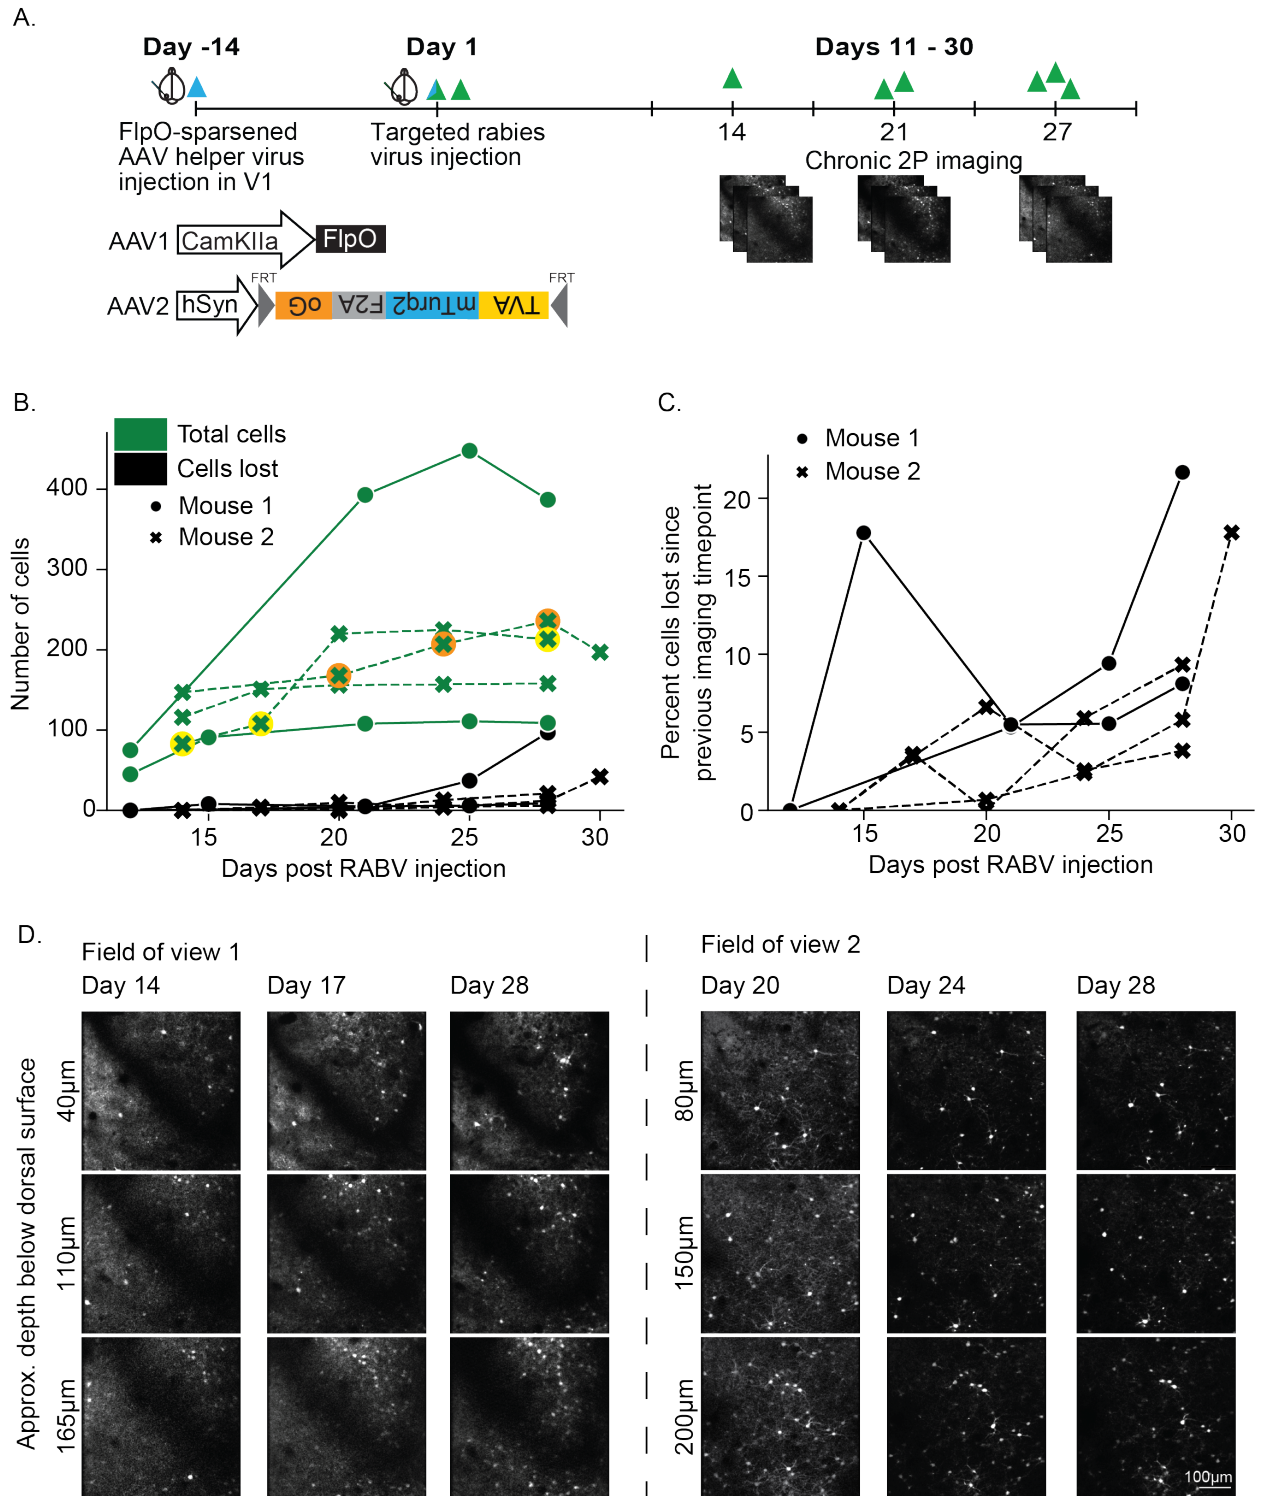 A.
Day -14
Day 1
Days 11 - 30
FlpO-sparsened
AAV helper virus
injection in V1
Targeted rabies
virus injection
14
21
27
Chronic 2P imaging
AAV1
CamKIIa
FlpO
FRT
FRT
AAV2
hSyn
oG
F2A
mTurq2
TVA
B.
Total cells
Cells lost
Mouse 1
Mouse 2
Number of cells
400
300
200
100
0
15
20
25
30
Days post RABV injection
C.
Mouse 1
Mouse 2
Percent cells lost since
previous imaging timepoint
20
15
10
5
0
15
20
25
30
Days post RABV injection
D.
Field of view 1
Day 14
Day 17
Day 28
Field of view 2
Day 20
Day 24
Day 28
Approx. depth below dorsal surface
40µm
110µm
165µm
80µm
150µm
200µm
100µm